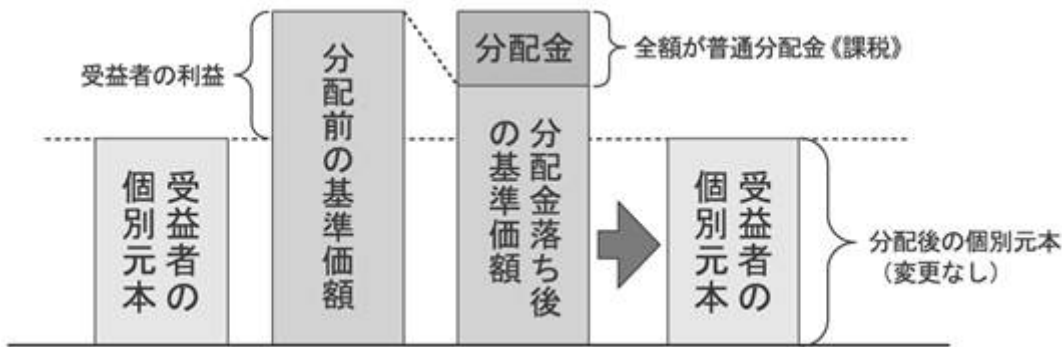 受益者の利益
受益者の
個別元本
分配前の基準価額
分配金
分配金落ち後
の基準価額
全額が普通分配金《課税》
受益者の
個別元本
分配後の個別元本
（変更なし）